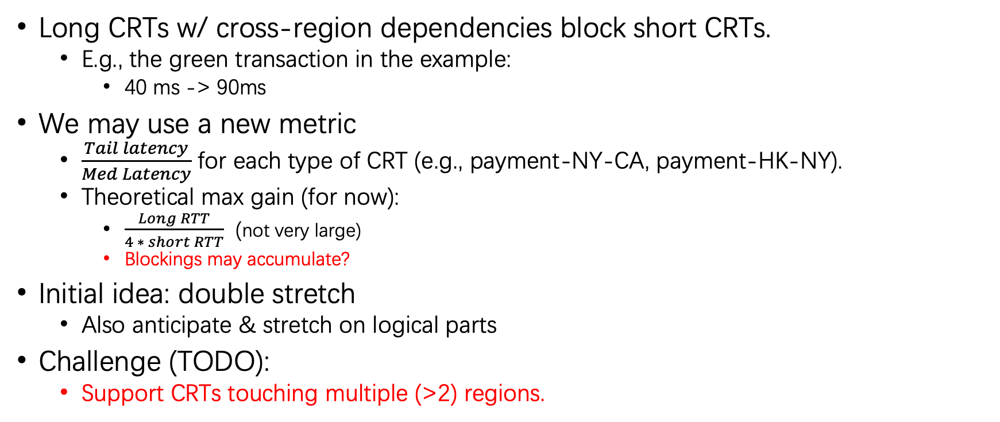 • Long CRTs w/ cross-region dependencies block short CRTs.
• E.g., the green transaction in the example:
• 40 ms -> 90ms
• We may use a new metric
• Tail latency / Med Latency for each type of CRT (e.g., payment-NY-CA, payment-HK-NY).
• Theoretical max gain (for now):
• Long RTT / 4 * short RTT (not very large)
• Blockings may accumulate?
• Initial idea: double stretch
• Also anticipate & stretch on logical parts
• Challenge (TODO):
• Support CRTs touching multiple (>2) regions.